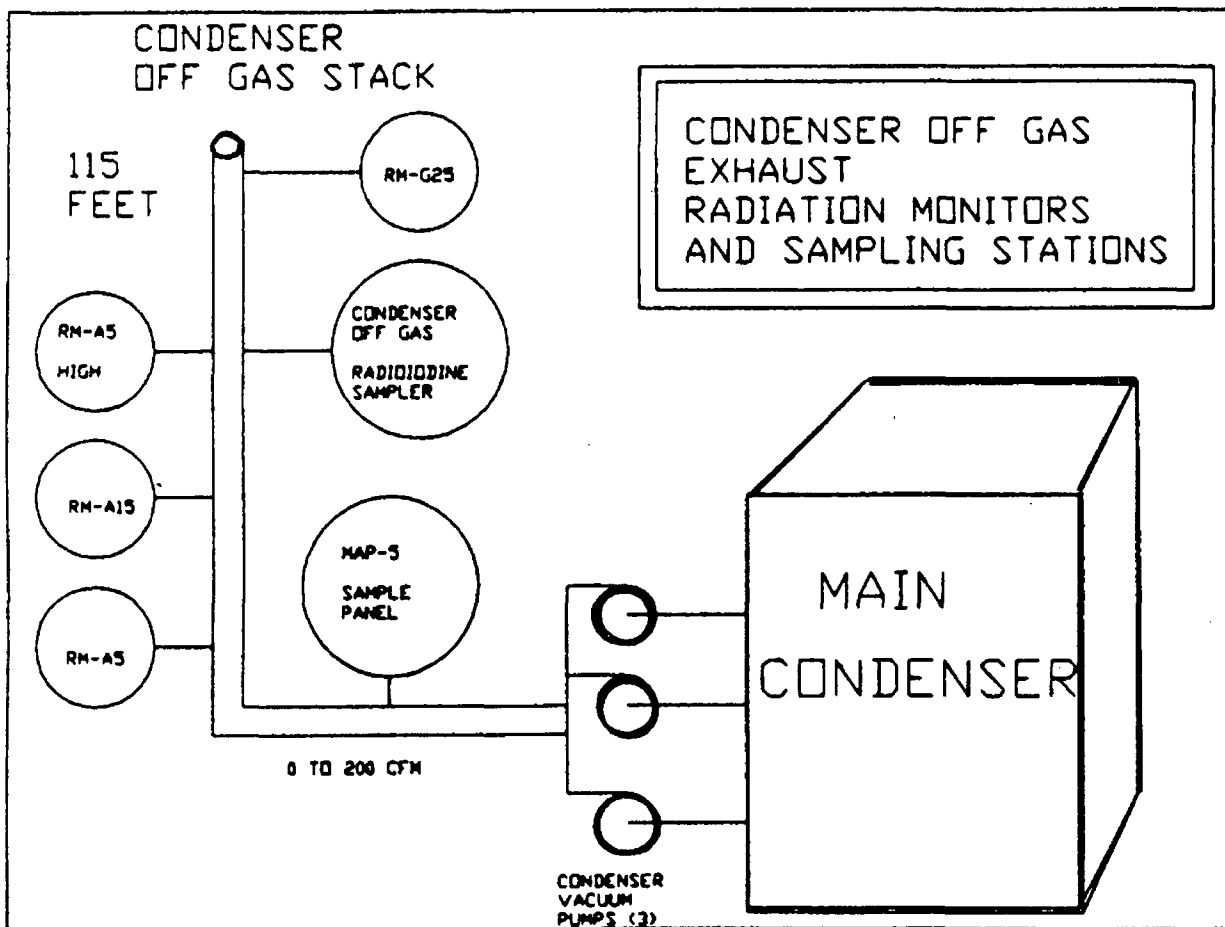 CONDENSER
OFF GAS STACK
115
FEET
RM-G25
CONDENSER OFF GAS
EXHAUST
RADIATION MONITORS
AND SAMPLING STATIONS
RM-A5
HIGH
CONDENSER
OFF GAS
RADIOIODINE
SAMPLER
RM-A15
MAP-5
SAMPLE
PANEL
RM-A5
MAIN
CONDENSER
0 TO 200 CFM
CONDENSER
VACUUM
PUMPS (3)